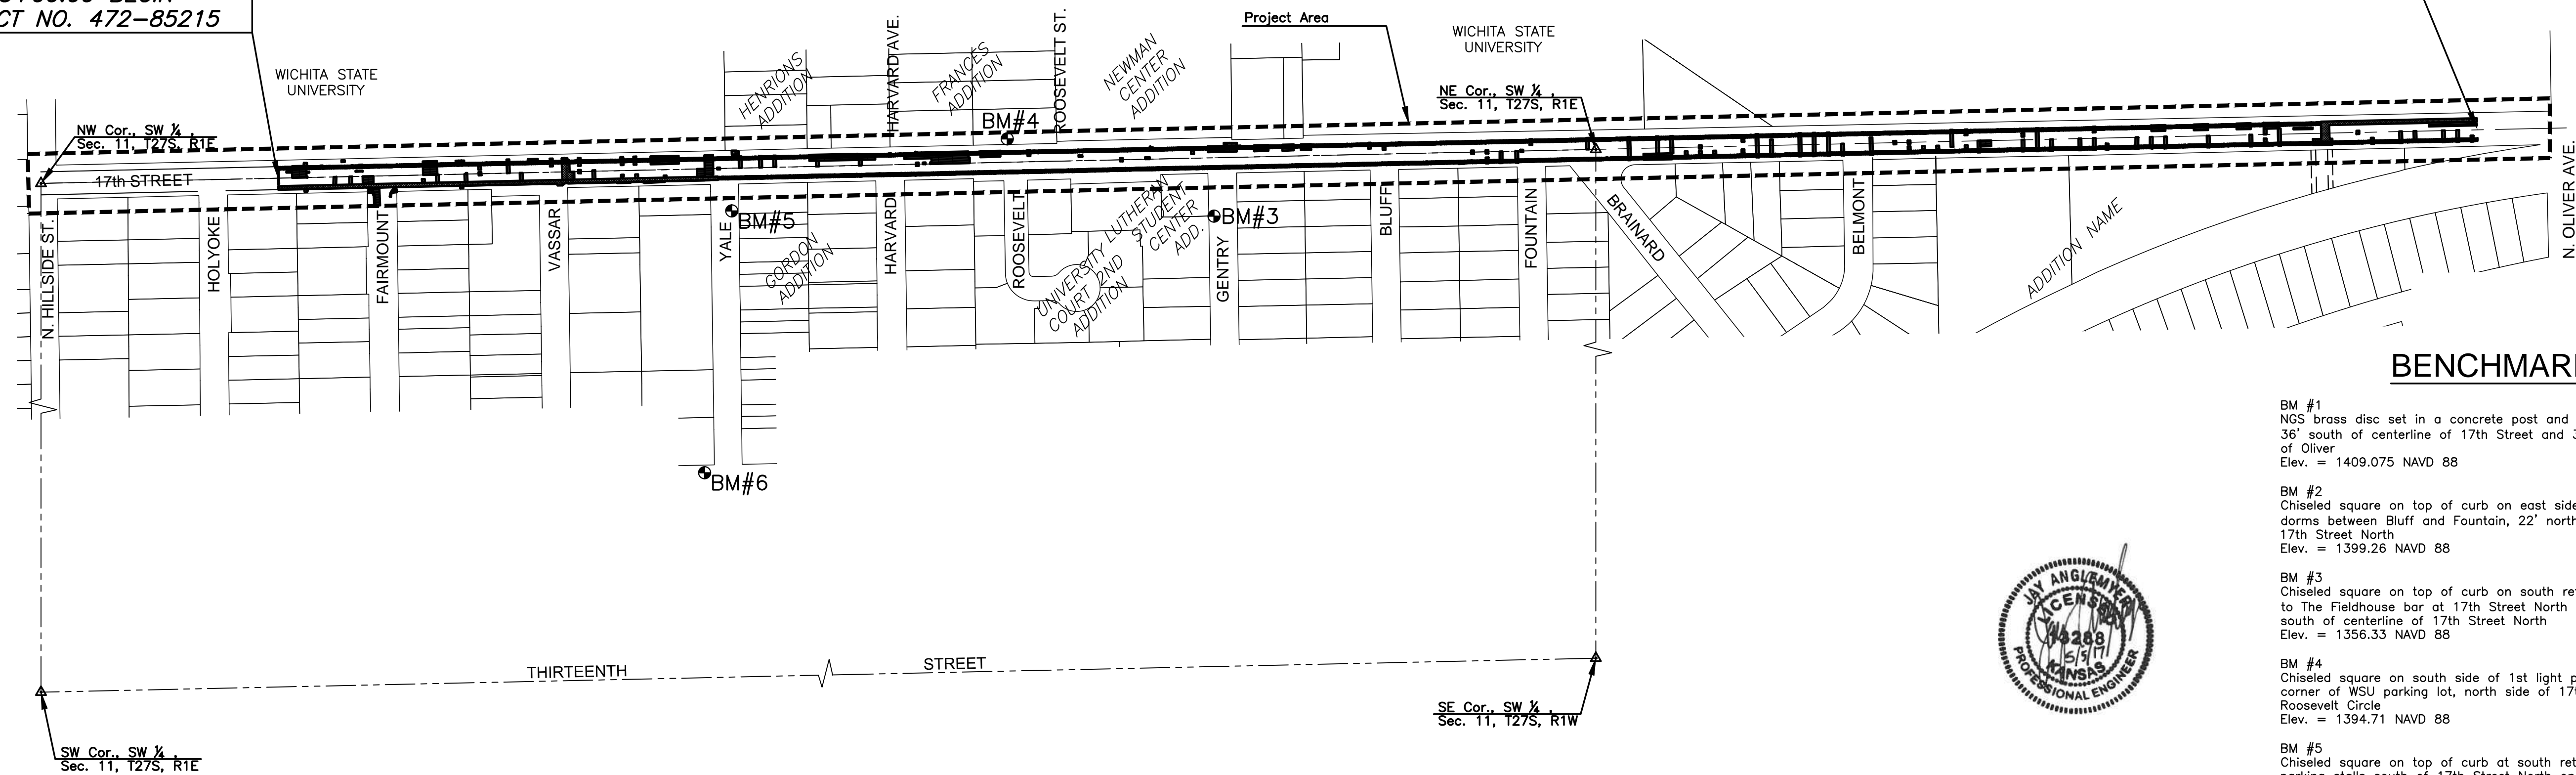 CT NO. 472-85215
WICHITA STATE
UNIVERSITY
NW Cor., SW ¼ ,
Sec. 11, T27S, R1E
17th STREET
N. HILLSIDE ST.
HOLYOKE
FAIRMOUNT
VASSAR
YALE
HENRIONS
ADDITION
HARVARD AVE.
FRANCES
ADDITION
ROOSEVELT ST.
NEWMAN
CENTER
ADDITION
BM#4
BM#5
GORDON
ADDITION
HARVARD
ROOSEVELT
UNIVERSITY LUTHERAN
COURT 2ND
ADDITION
STUDENT
CENTER
ADD.
BM#3
GENTRY
Project Area
WICHITA STATE
UNIVERSITY
NE Cor., SW ¼ ,
Sec. 11, T27S, R1E
BLUFF
FOUNTAIN
BRAINARD
BELMONT
ADDITION NAME
N. OLIVER AVE.
BM#6
THIRTEENTH
STREET
SW Cor., SW ¼ ,
Sec. 11, T27S, R1E
SE Cor., SW ¼ ,
Sec. 11, T27S, R1W
JAY ANGLEMYER
LICENSED
13288
5/5/17
KANSAS
PROFESSIONAL ENGINEER
BENCHMAR
BM #1
NGS brass disc set in a concrete post and
36' south of centerline of 17th Street and 3
of Oliver
Elev. = 1409.075 NAVD 88
BM #2
Chiseled square on top of curb on east side
dorms between Bluff and Fountain, 22' north
17th Street North
Elev. = 1399.26 NAVD 88
BM #3
Chiseled square on top of curb on south re
to The Fieldhouse bar at 17th Street North
south of centerline of 17th Street North
Elev. = 1356.33 NAVD 88
BM #4
Chiseled square on south side of 1st light p
corner of WSU parking lot, north side of 17t
Roosevelt Circle
Elev. = 1394.71 NAVD 88
BM #5
Chiseled square on top of curb at south ret